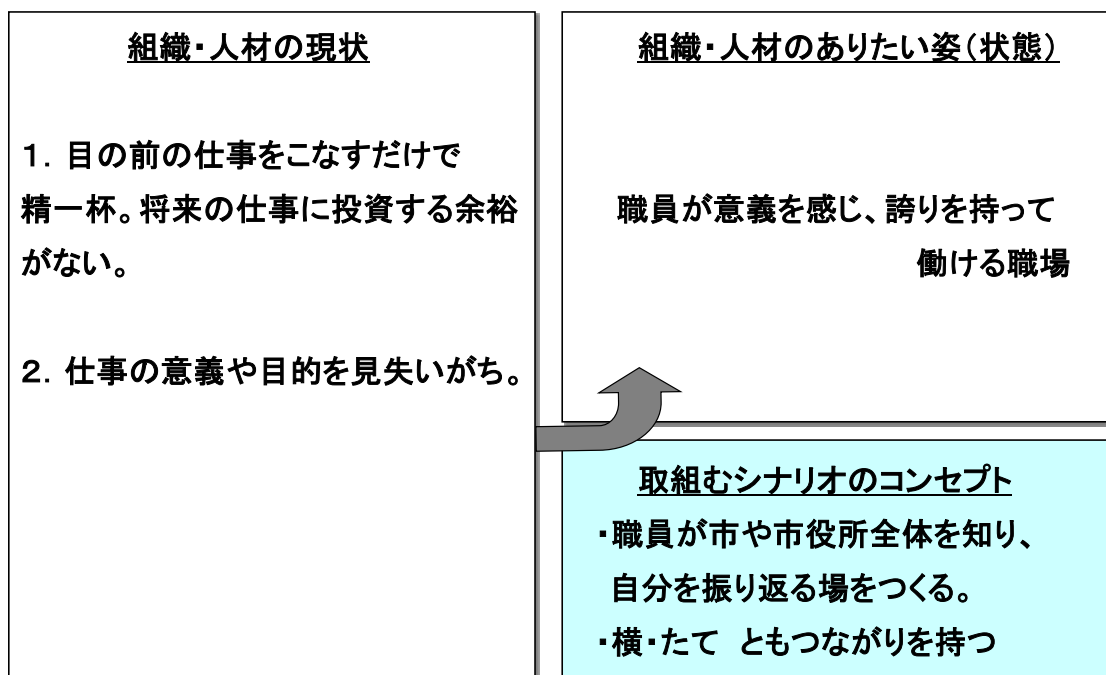 組織・人材の現状
１．目の前の仕事をこなすだけで
精一杯。将来の仕事に投資する余裕
がない。
２．仕事の意義や目的を見失いがち。
組織・人材のありたい姿（状態）
職員が意義を感じ、誇りを持って
働ける職場
取組むシナリオのコンセプト
・職員が市や市役所全体を知り、
自分を振り返る場をつくる。
・横・たて　ともつながりを持つ